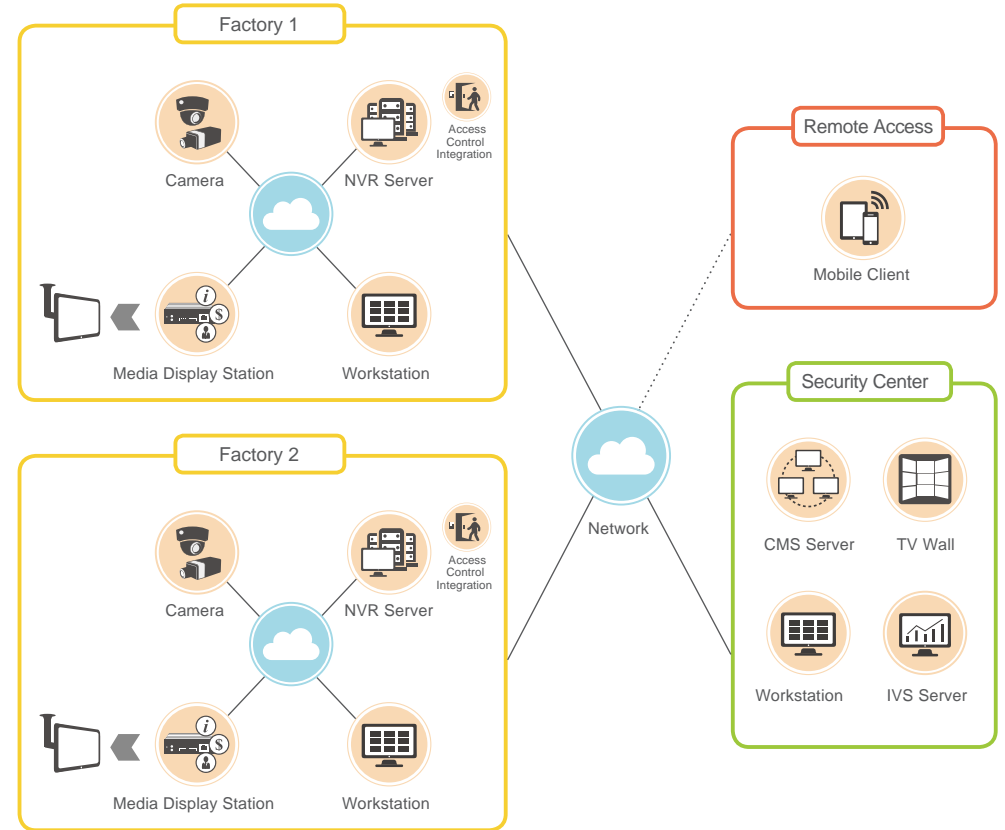 Factory 1
Camera
NVR Server
Access
Control
Integration
i
$
Media Display Station
Workstation
Factory 2
Camera
NVR Server
Access
Control
Integration
i
$
Media Display Station
Workstation
Network
Remote Access
Mobile Client
Security Center
CMS Server
TV Wall
Workstation
IVS Server